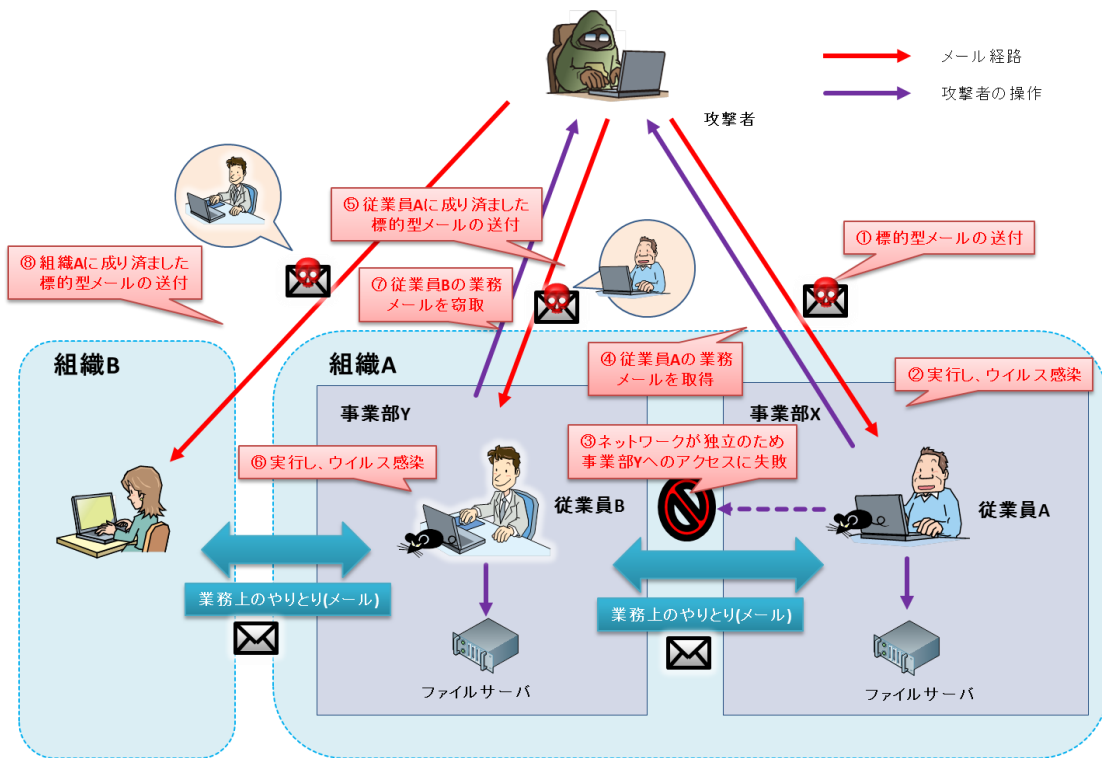 メール経路
攻撃者の操作
攻撃者
⑤従業員Aに成り済ました
標的型メールの送付
①標的型メールの送付
⑧組織Aに成り済ました
標的型メールの送付
⑦従業員Bの業務
メールを窃取
組織B
組織A
④従業員Aの業務
メールを取得
②実行し、ウイルス感染
事業部Y
事業部X
③ネットワークが独立のため
事業部Yへのアクセスに失敗
⑥実行し、ウイルス感染
従業員B
従業員A
業務上のやりとり(メール)
業務上のやりとり(メール)
ファイルサーバ
ファイルサーバ